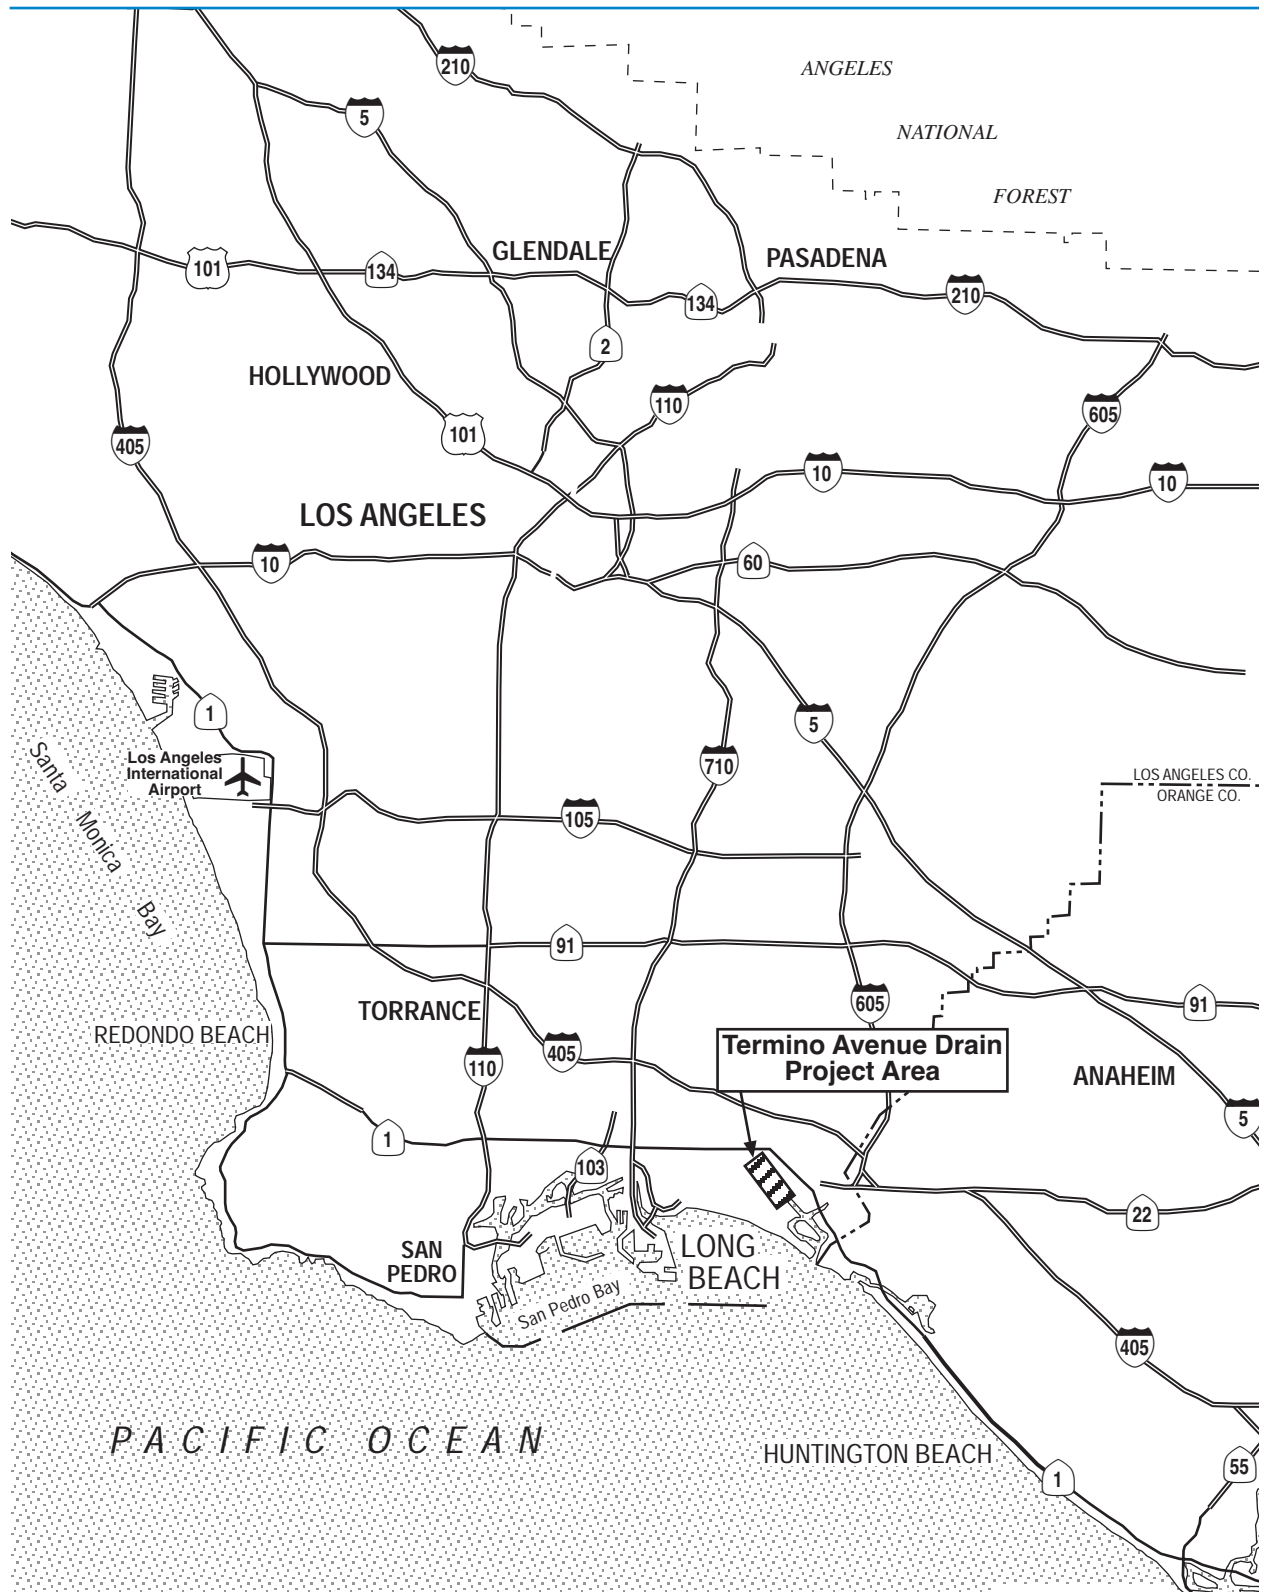 210
ANGELES
5
NATIONAL
FOREST
GLENDALE
PASADENA
101
134
134
210
2
HOLLYWOOD
110
605
101
405
10
10
LOS ANGELES
10
60
1
5
Santa Monica Bay
Los Angeles
International
Airport
710
LOS ANGELES CO.
ORANGE CO.
105
91
605
91
TORRANCE
REDONDO BEACH
Termino Avenue Drain
Project Area
405
110
ANAHEIM
5
1
103
22
SAN
PEDRO
LONG
BEACH
San Pedro Bay
405
PACIFIC OCEAN
HUNTINGTON BEACH
55
1